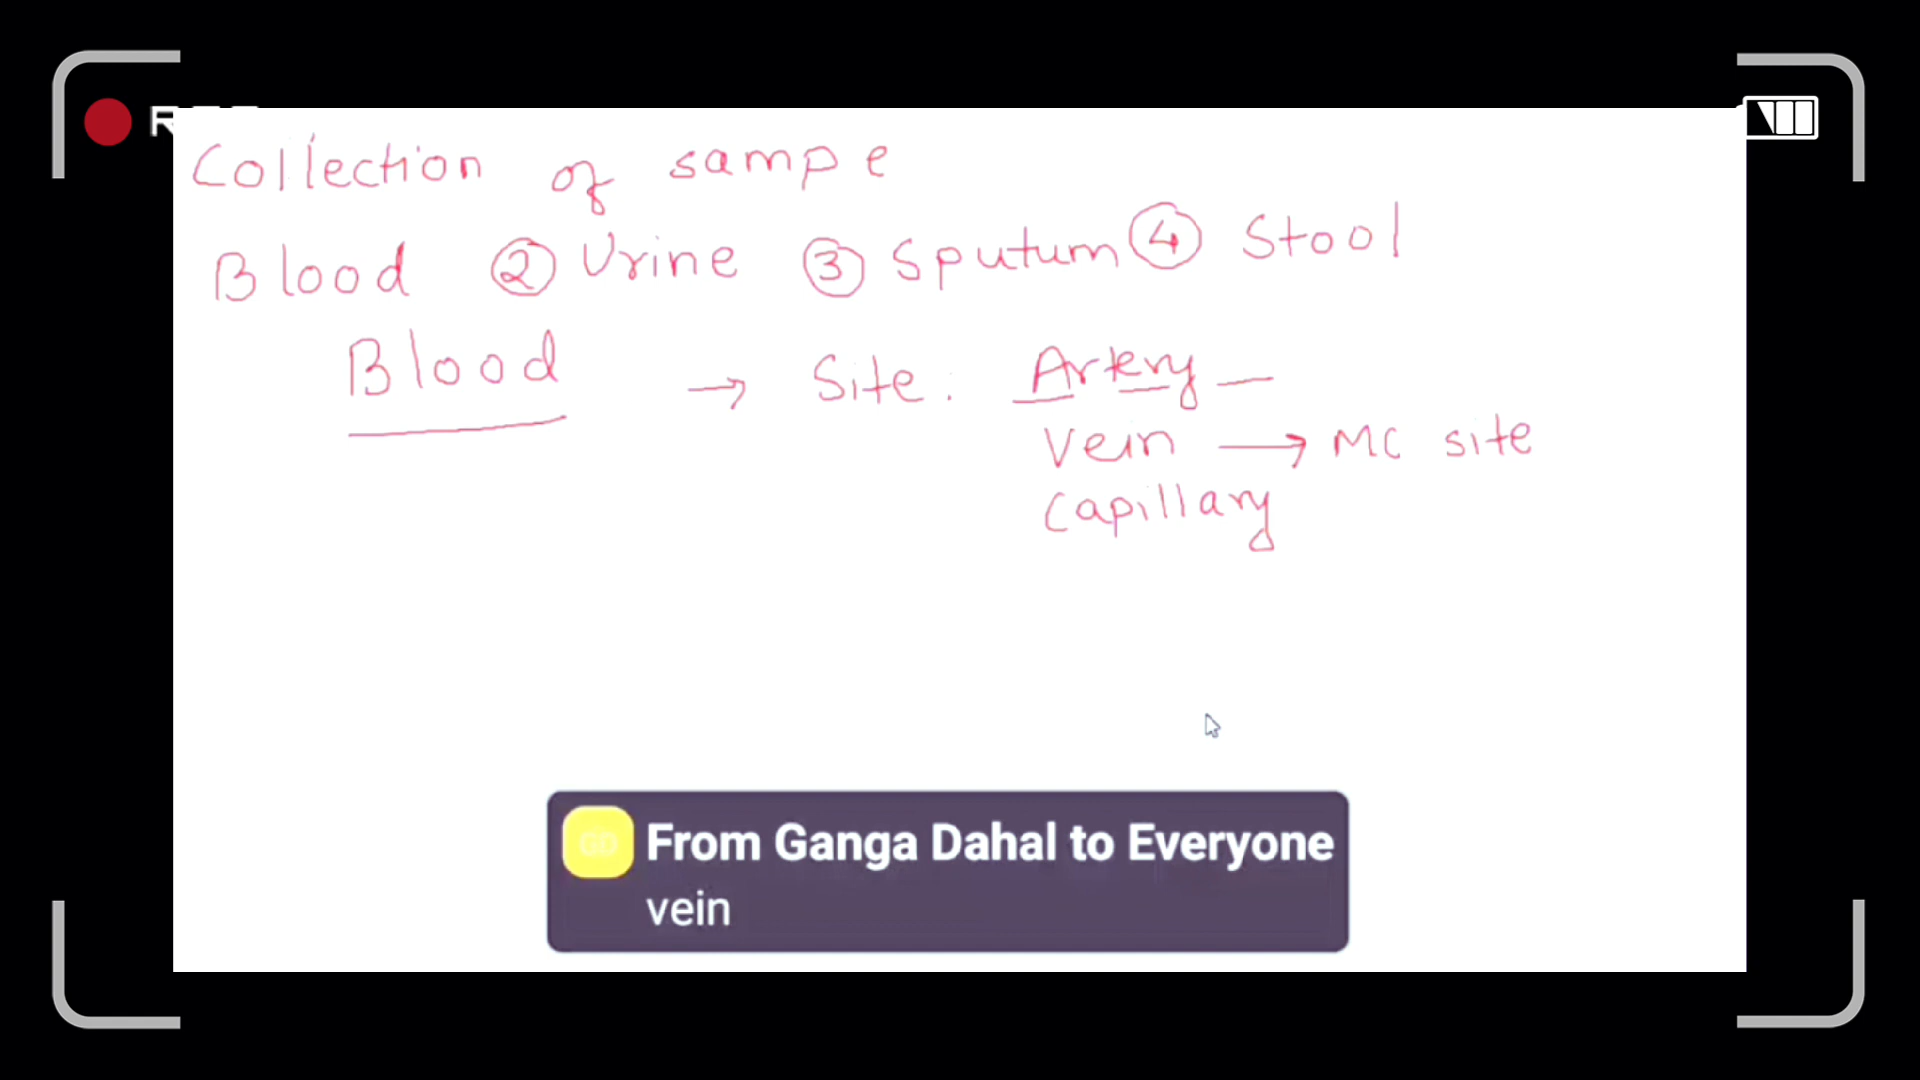 Collection of sampe
Blood ② Urine ③ Sputum ④ Stool
Blood → Site: Artery —
Vein → MC site
Capillary
GD From Ganga Dahal to Everyone
vein